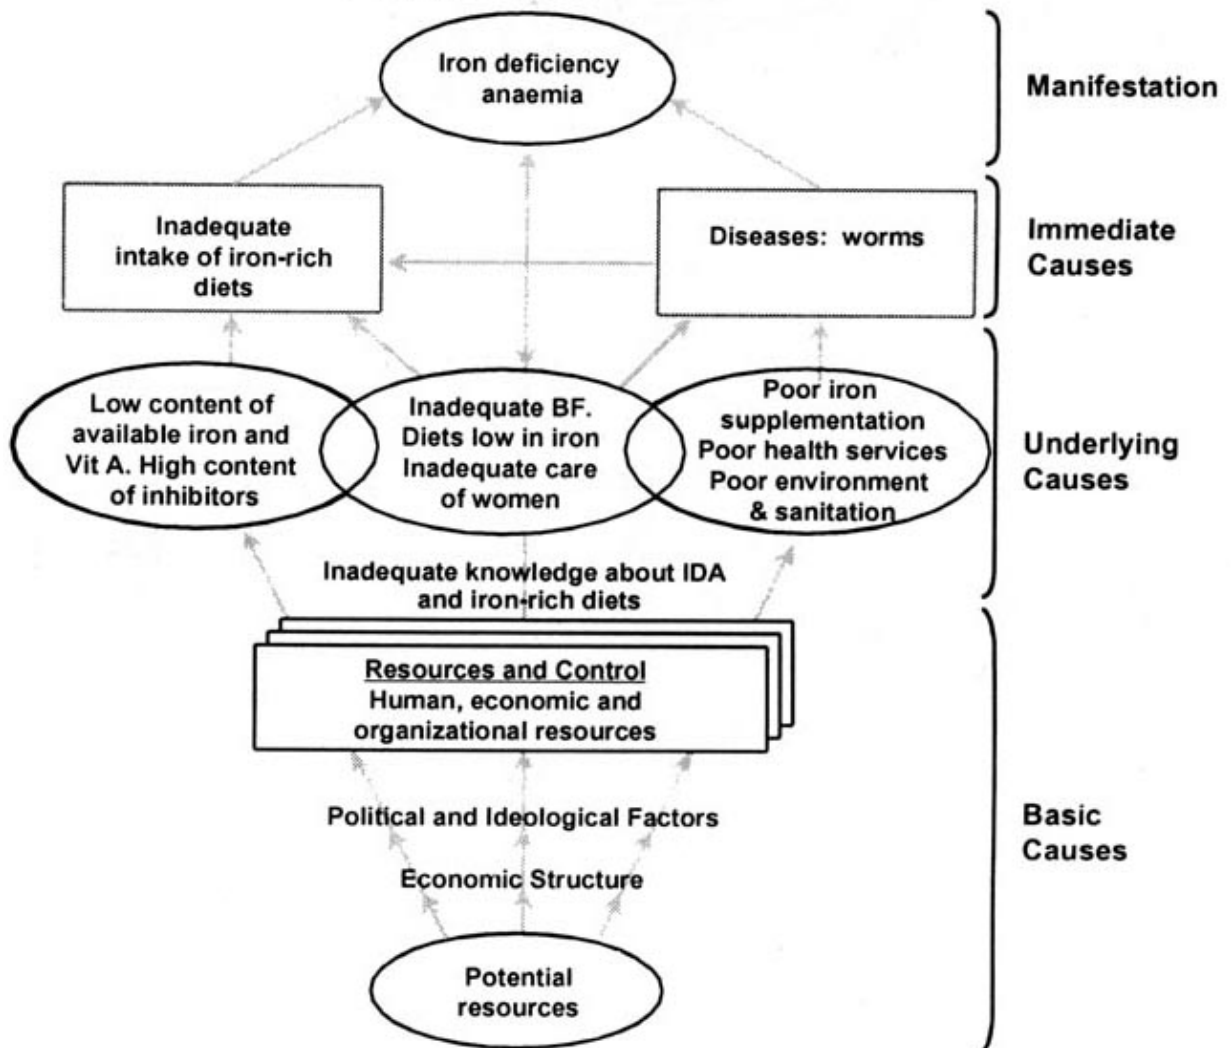 Iron deficiency
anaemia
Manifestation
Inadequate
intake of iron-rich
diets
Diseases: worms
Immediate
Causes
Low content of
available iron and
Vit A. High content
of inhibitors
Inadequate BF.
Diets low in iron
Inadequate care
of women
Poor iron
supplementation
Poor health services
Poor environment
& sanitation
Underlying
Causes
Inadequate knowledge about IDA
and iron-rich diets
Resources and Control
Human, economic and
organizational resources
Political and Ideological Factors
Economic Structure
Basic
Causes
Potential
resources